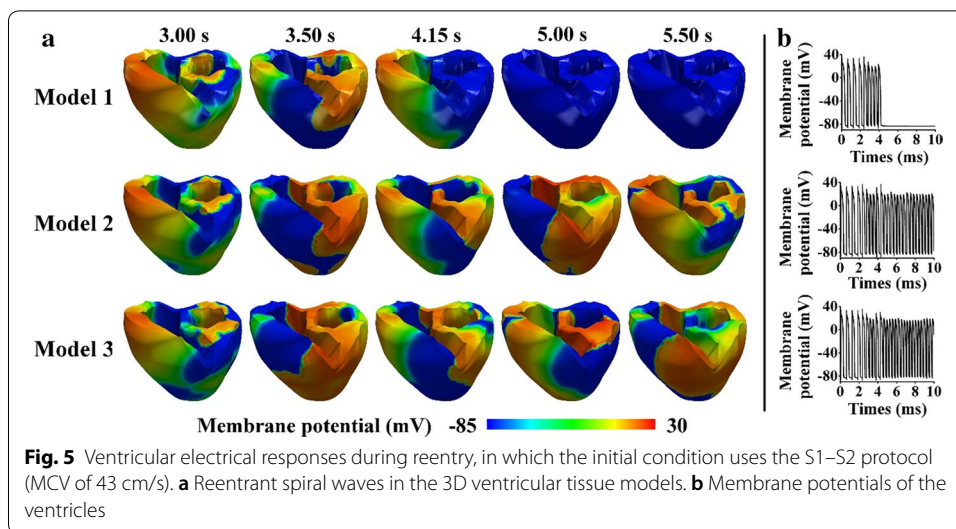 a
3.00 s 3.50 s 4.15 s 5.00 s 5.50 s
Model 1
Model 2
Model 3
Membrane potential (mV) -85 30
b
Membrane
potential (mV)
40
0
-40
-80
0 2 4 6 8 10
Times (ms)
Membrane
potential (mV)
40
0
-40
-80
0 2 4 6 8 10
Times (ms)
Membrane
potential (mV)
40
0
-40
-80
0 2 4 6 8 10
Times (ms)
Fig. 5 Ventricular electrical responses during reentry, in which the initial condition uses the S1–S2 protocol
(MCV of 43 cm/s). a Reentrant spiral waves in the 3D ventricular tissue models. b Membrane potentials of the
ventricles